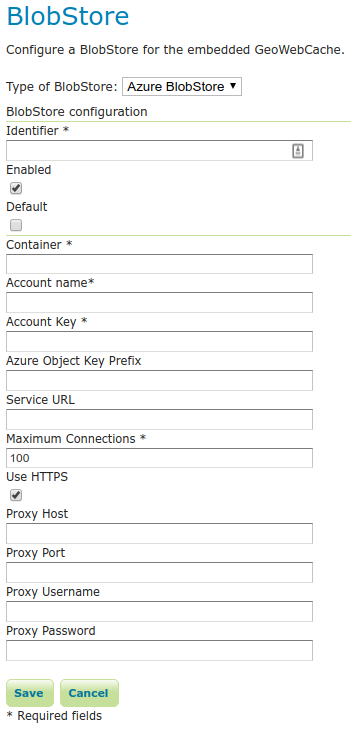 BlobStore
Configure a BlobStore for the embedded GeoWebCache.
Type of BlobStore: Azure BlobStore
BlobStore configuration
Identifier *
Enabled
Default
Container *
Account name*
Account Key *
Azure Object Key Prefix
Service URL
Maximum Connections *
100
Use HTTPS
Proxy Host
Proxy Port
Proxy Username
Proxy Password
Save Cancel
* Required fields